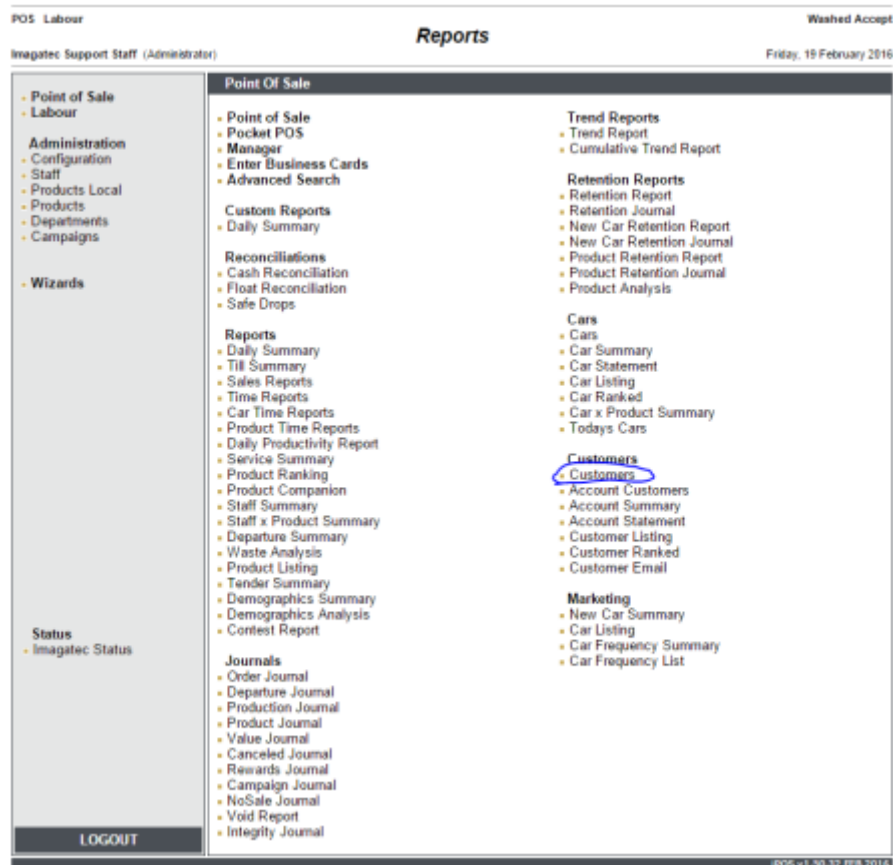 POS Labour
Washed Accept
Reports
Imagatec Support Staff (Administrator)
Friday, 19 February 2016
Point of Sale
Labour
Administration
Configuration
Staff
Products Local
Products
Departments
Campaigns
Wizards
Status
Imagatec Status
LOGOUT
Point Of Sale
Point of Sale
Pocket POS
Manager
Enter Business Cards
Advanced Search
Custom Reports
Daily Summary
Reconciliations
Cash Reconciliation
Float Reconciliation
Safe Drops
Reports
Daily Summary
Till Summary
Sales Reports
Time Reports
Car Time Reports
Product Time Reports
Daily Productivity Report
Service Summary
Product Ranking
Product Companion
Staff Summary
Staff x Product Summary
Departure Summary
Waste Analysis
Product Listing
Tender Summary
Demographics Summary
Demographics Analysis
Contest Report
Journals
Order Journal
Departure Journal
Production Journal
Product Journal
Value Journal
Canceled Journal
Rewards Journal
Campaign Journal
NoSale Journal
Void Report
Integrity Journal
Trend Reports
Trend Report
Cumulative Trend Report
Retention Reports
Retention Report
Retention Journal
New Car Retention Report
New Car Retention Journal
Product Retention Report
Product Retention Journal
Product Analysis
Cars
Cars
Car Summary
Car Statement
Car Listing
Car Ranked
Car x Product Summary
Todays Cars
Customers
Customers
Account Customers
Account Summary
Account Statement
Customer Listing
Customer Ranked
Customer Email
Marketing
New Car Summary
Car Listing
Car Frequency Summary
Car Frequency List
FEB 2016